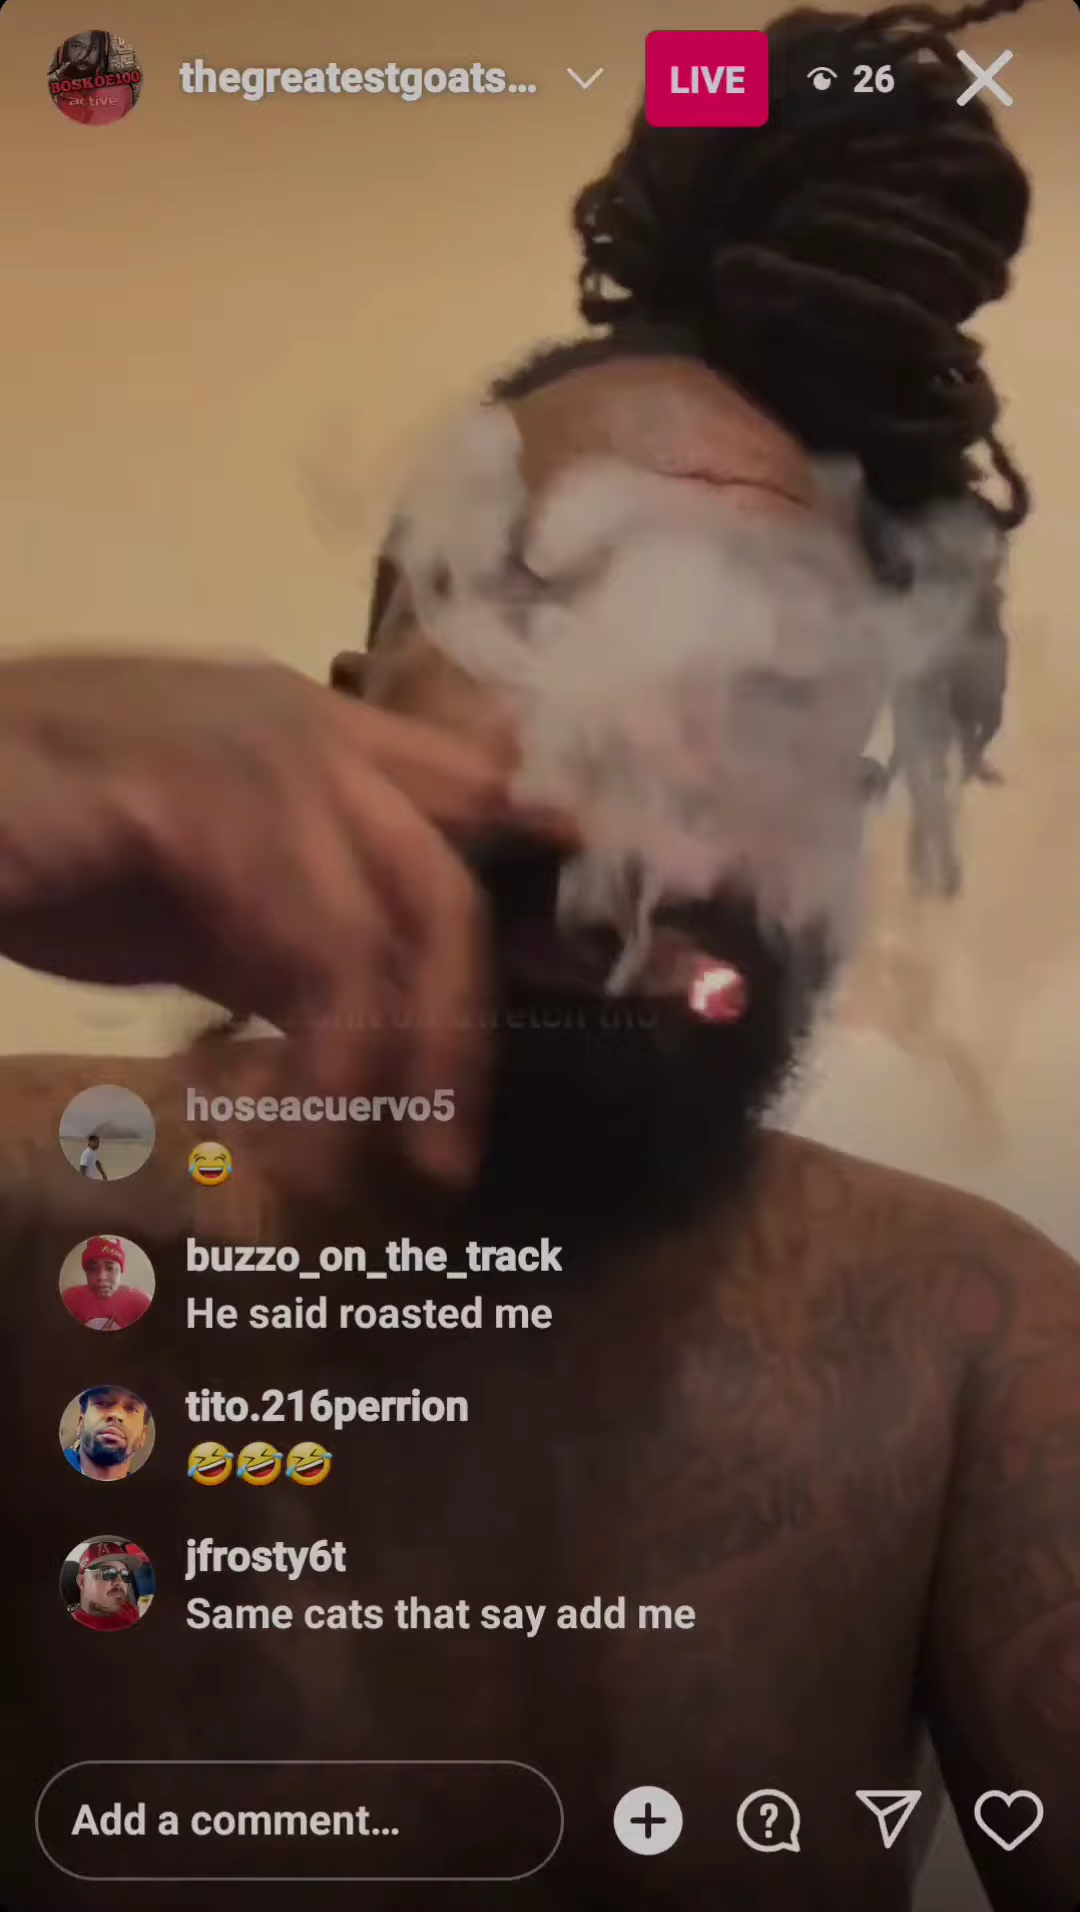 thegreatestgoats...
LIVE
26
BOSKOE100
active
hoseacuervo5
😂
buzzo_on_the_track
He said roasted me
tito.216perrion
🤣🤣🤣
jfrosty6t
Same cats that say add me
Add a comment...